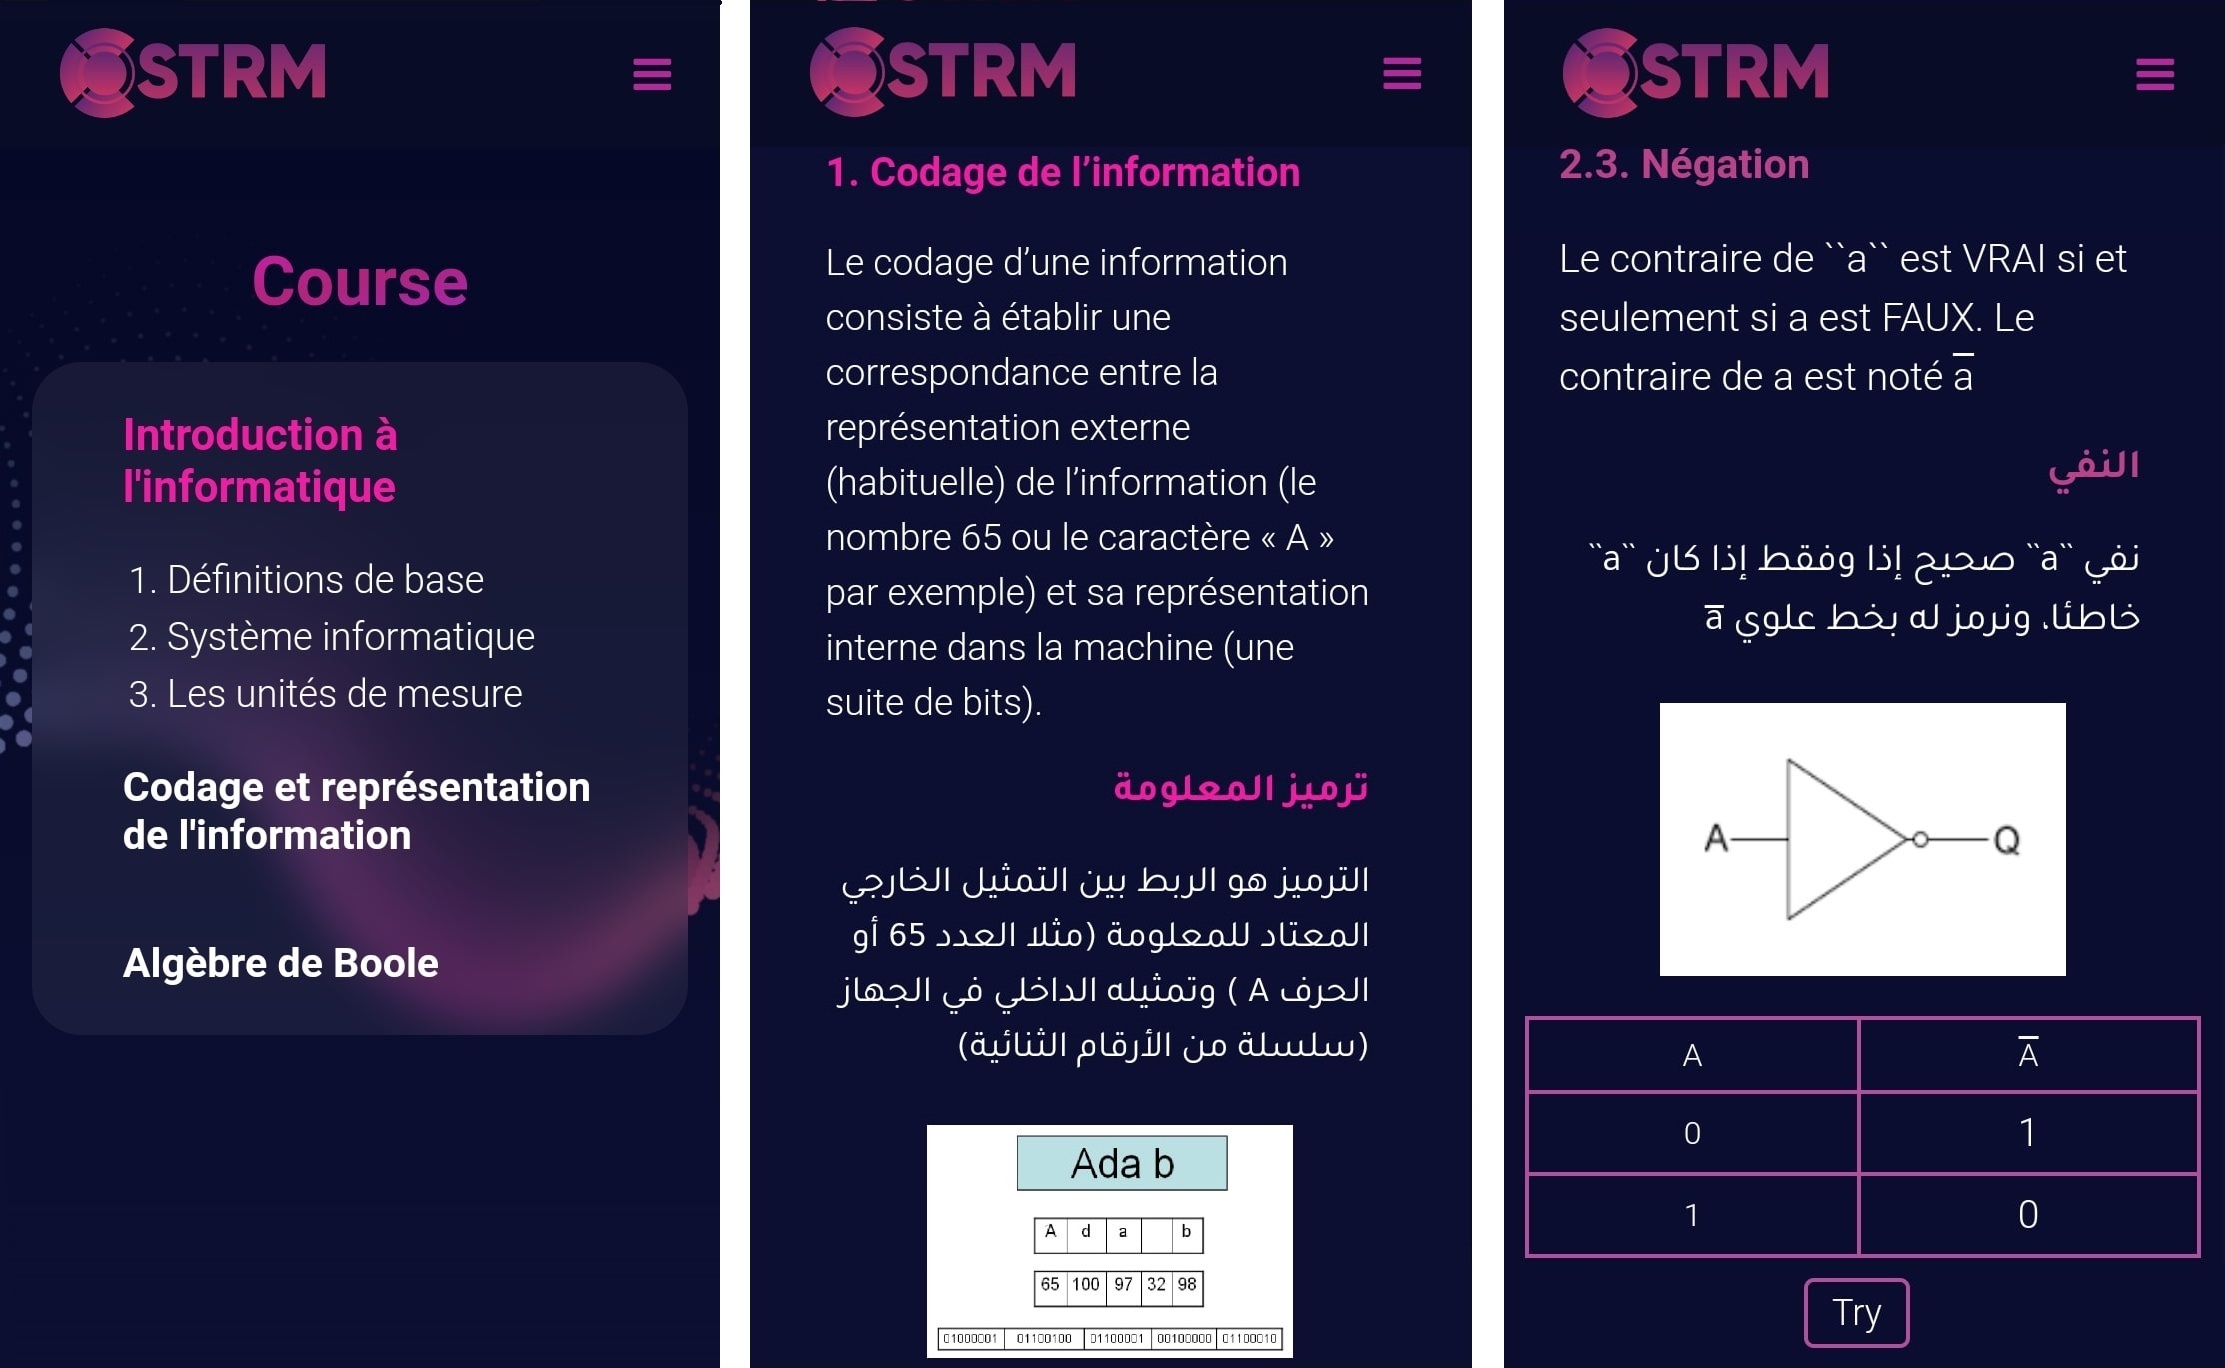 STRM
Course
Introduction à
l'informatique
1. Définitions de base
2. Système informatique
3. Les unités de mesure
Codage et représentation
de l'information
Algèbre de Boole
STRM
1. Codage de l’information
Le codage d’une information
consiste à établir une
correspondance entre la
représentation externe
(habituelle) de l’information (le
nombre 65 ou le caractère « A »
par exemple) et sa représentation
interne dans la machine (une
suite de bits).
ترميز المعلومة
الترميز هو الربط بين التمثيل الخارجي
المعتاد للمعلومة (مثلا العدد 65 أو
الحرف A ) وتمثيله الداخلي في الجهاز
(سلسلة من الأرقام الثنائية)
Ada b
A d a b
65 100 97 32 98
01000001 01100100 01100001 00100000 01100010
STRM
2.3. Négation
Le contraire de ``a`` est VRAI si et
seulement si a est FAUX. Le
contraire de a est noté a̅
النفي
نفي ``a`` صحيح إذا وفقط إذا كان ``a``
خاطئا، ونرمز له بخط علوي a̅
A Q
A A̅
0 1
1 0
Try